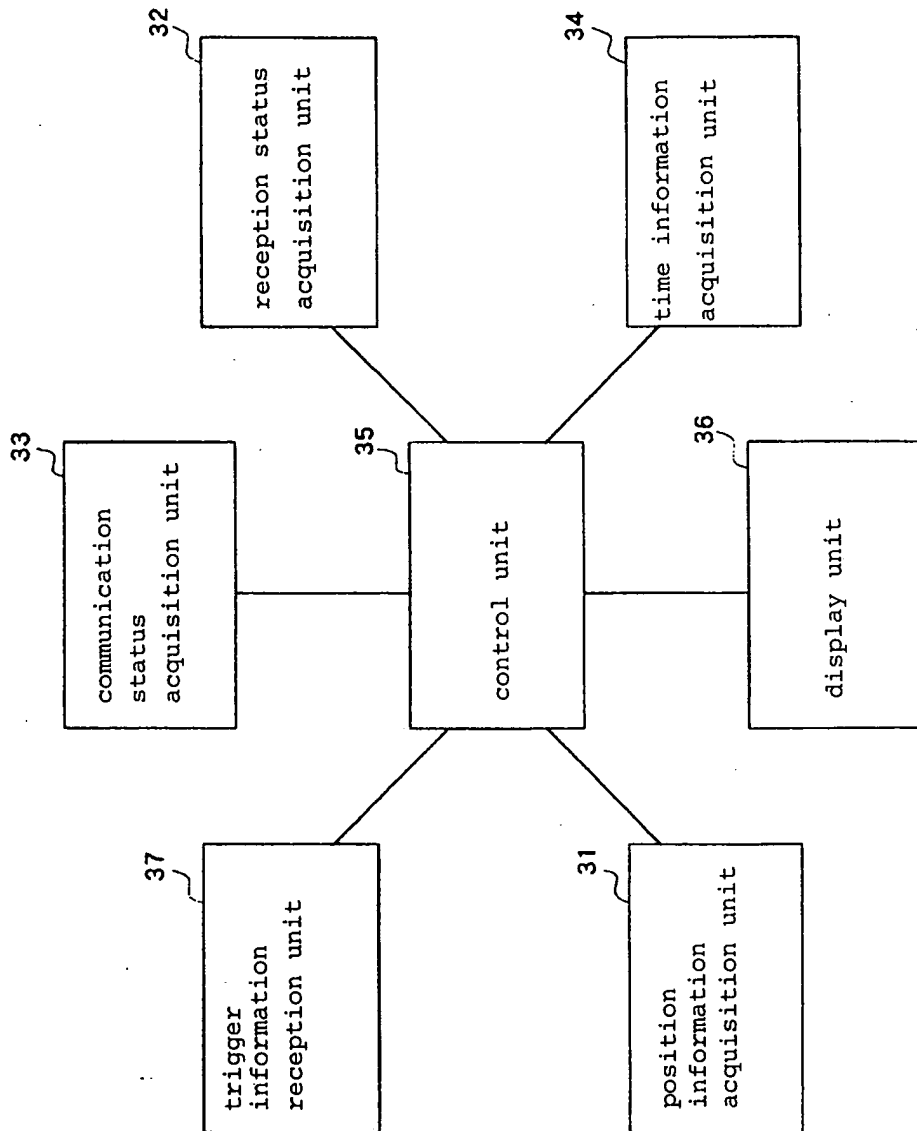 33
communication
status
acquisition unit
37
trigger
information
reception unit
32
reception status
acquisition unit
35
control unit
31
position
information
acquisition unit
34
time information
acquisition unit
36
display unit